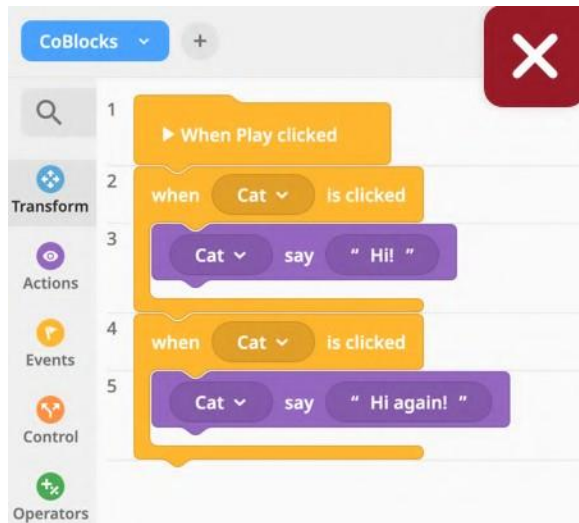 CoBlocks +
1
When Play clicked
2
when Cat is clicked
Transform
3
Cat say “ Hi! ”
Actions
4
when Cat is clicked
Events
5
Cat say “ Hi again! ”
Control
Operators